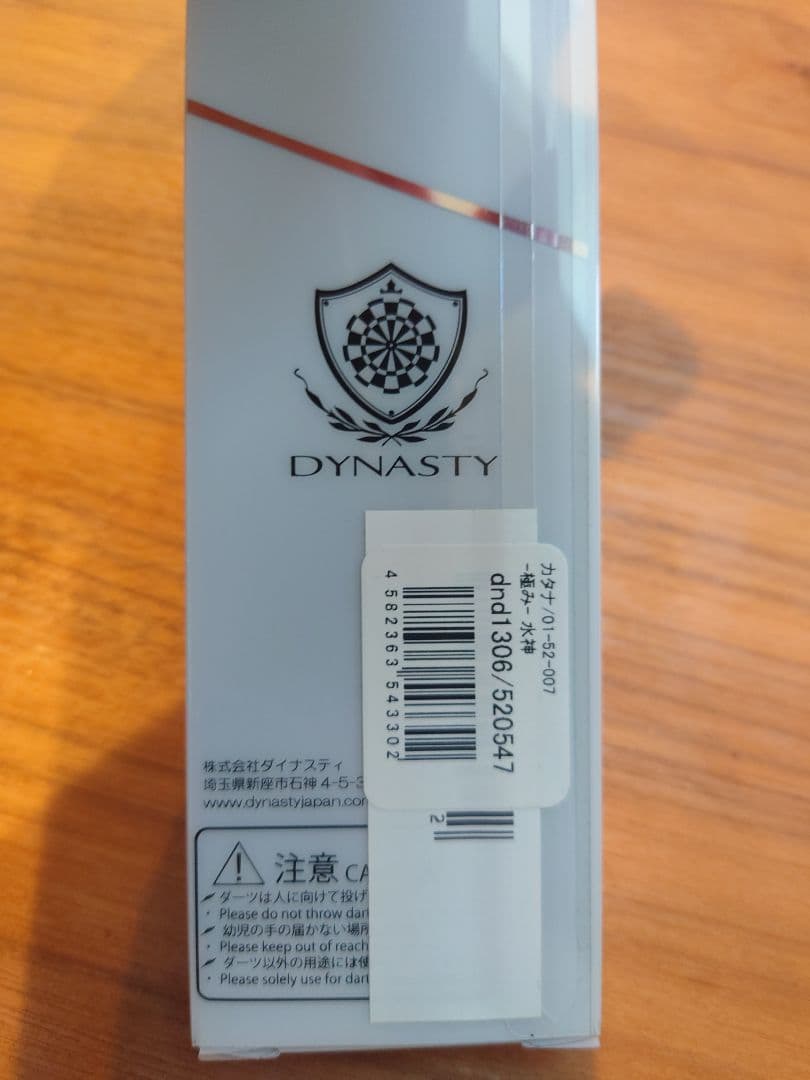 DYNASTY
カタナ/01-52-007
-極み- 水神
dnd1306/520547
4 582363 543302
2
株式会社ダイナスティ
埼玉県新座市石神 4-5-3
www.dynastyjapan.com
注意 CA
ダーツは人に向けて投げ
・ Please do not throw dart
幼児の手の届かない場所
・ Please keep out of reach
ダーツ以外の用途には使
・ Please solely use for dart